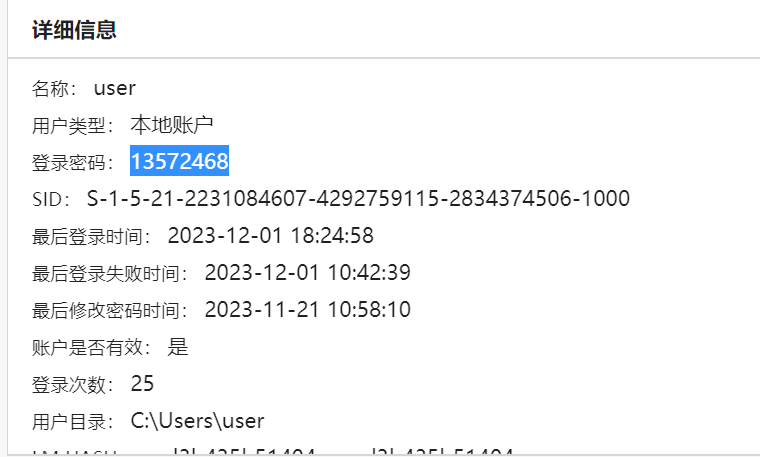 详细信息
名称： user
用户类型： 本地账户
登录密码： 13572468
SID： S-1-5-21-2231084607-4292759115-2834374506-1000
最后登录时间： 2023-12-01 18:24:58
最后登录失败时间： 2023-12-01 10:42:39
最后修改密码时间： 2023-11-21 10:58:10
账户是否有效： 是
登录次数： 25
用户目录： C:\Users\user